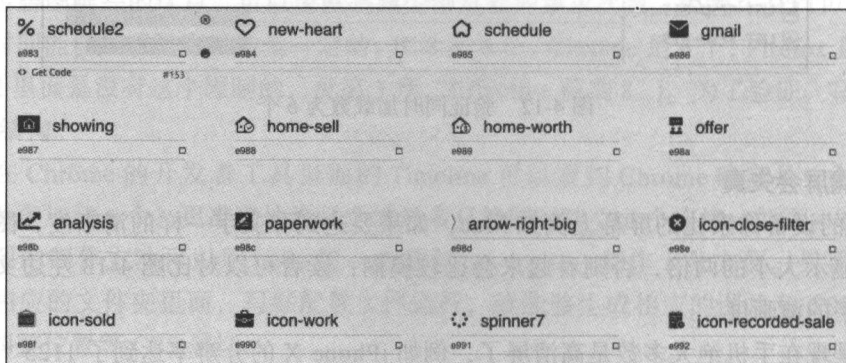 schedule2 new-heart schedule gmail
e983 e984 e985 e986
<> Get Code #153
showing home-sell home-worth offer
e987 e988 e989 e98a
analysis paperwork arrow-right-big icon-close-filter
e98b e98c e98d e98e
icon-sold icon-work spinner7 icon-recorded-sale
e98f e990 e991 e992